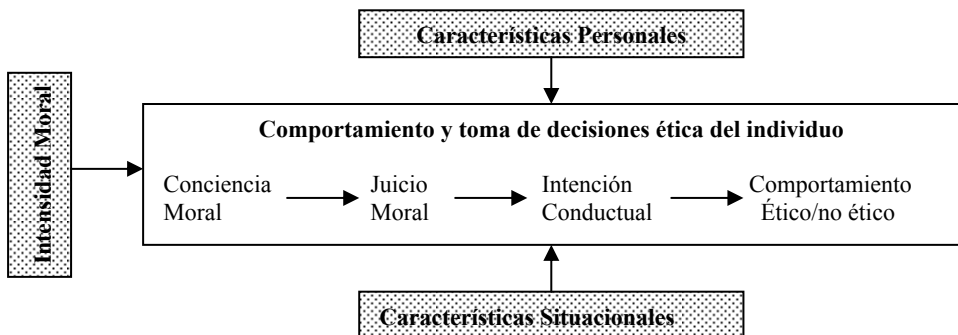 Características Personales
Intensidad Moral
Comportamiento y toma de decisiones ética del individuo
Conciencia
Moral
Juicio
Moral
Intención
Conductual
Comportamiento
Ético/no ético
Características Situacionales